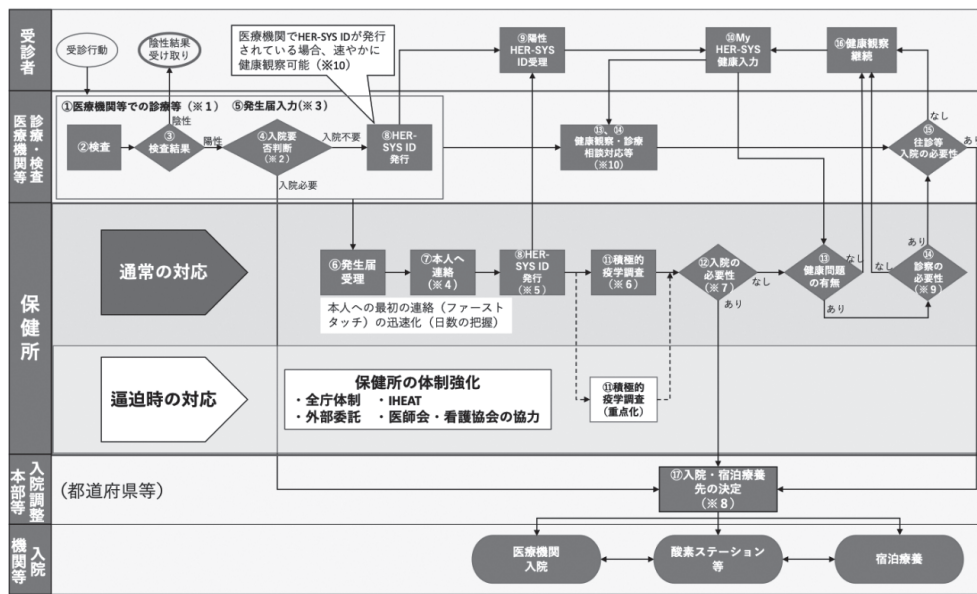 受診者
受診行動
陰性結果
受け取り
医療機関でHER-SYS IDが発行
されている場合、速やかに
健康観察可能（※10）
⑨陽性
HER-SYS
ID受理
⑩My
HER-SYS
健康入力
⑯健康観察
継続
診療・検査
医療機関等
①医療機関等での診療等（※１）
⑤発生届入力(※３)
②検査
③
検査結果
陰性
陽性
④入院要
否判断
(※２)
入院不要
入院必要
⑧HER-
SYS ID
発行
⑬、⑭
健康観察・診療
相談対応等
(※10)
⑮
往診等
入院の必要性
なし
あり
保健所
通常の対応
⑥発生届
受理
⑦本人へ
連絡
(※４)
⑧HER-
SYS ID
発行
(※５)
⑪積極的
疫学調査
(※６)
⑫入院の
必要性
(※７)
なし
あり
⑬
健康問題
の有無
なし
あり
⑭
診察の
必要性
(※９)
なし
あり
本人への最初の連絡（ファースト
タッチ）の迅速化（日数の把握）
逼迫時の対応
保健所の体制強化
・全庁体制　・IHEAT
・外部委託　・医師会・看護協会の協力
⑪積極的
疫学調査
(重点化)
入院調整
本部等
(都道府県等)
⑰入院・宿泊療養
先の決定
(※８)
入院
機関等
医療機関
入院
酸素ステーション
等
宿泊療養